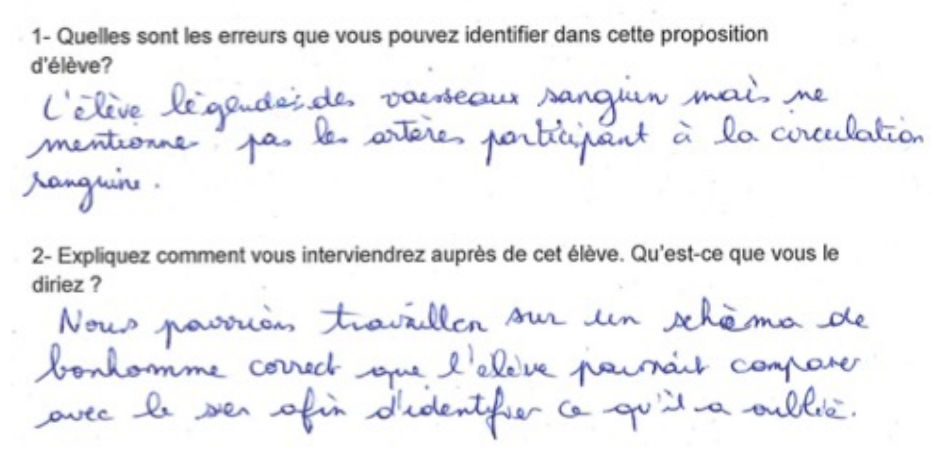 1- Quelles sont les erreurs que vous pouvez identifier dans cette proposition
d'élève?
L'élève légende des vaisseaux sanguin mais ne
mentionne pas les artères participant à la circulation
sanguine.
2- Expliquez comment vous interviendrez auprès de cet élève. Qu'est-ce que vous le
diriez ?
Nous pourrions travailler sur un schéma de
bonhomme correct que l'élève pourrait comparer
avec le sien afin d'identifier ce qu'il a oublié.